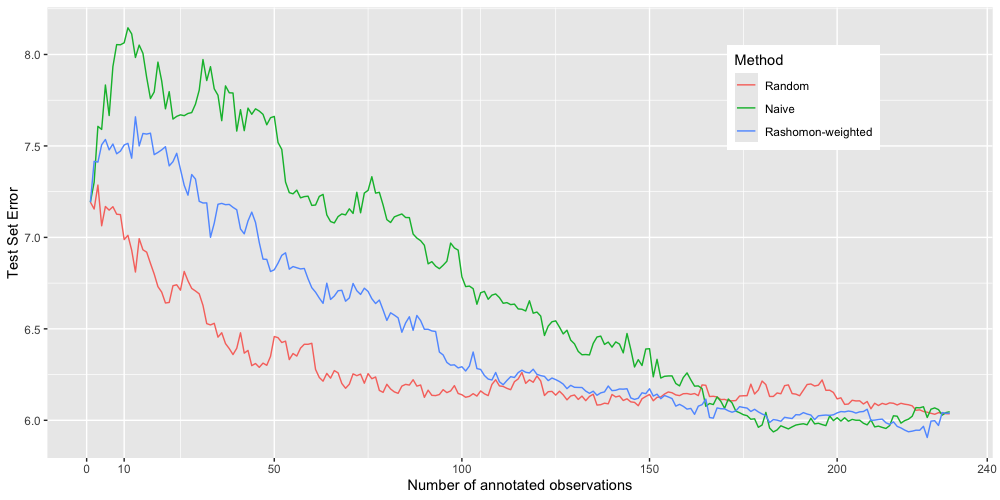 Test Set Error
8.0
7.5
7.0
6.5
6.0
Method
Random
Naive
Rashomon-weighted
0 10 50 100 150 200 240
Number of annotated observations